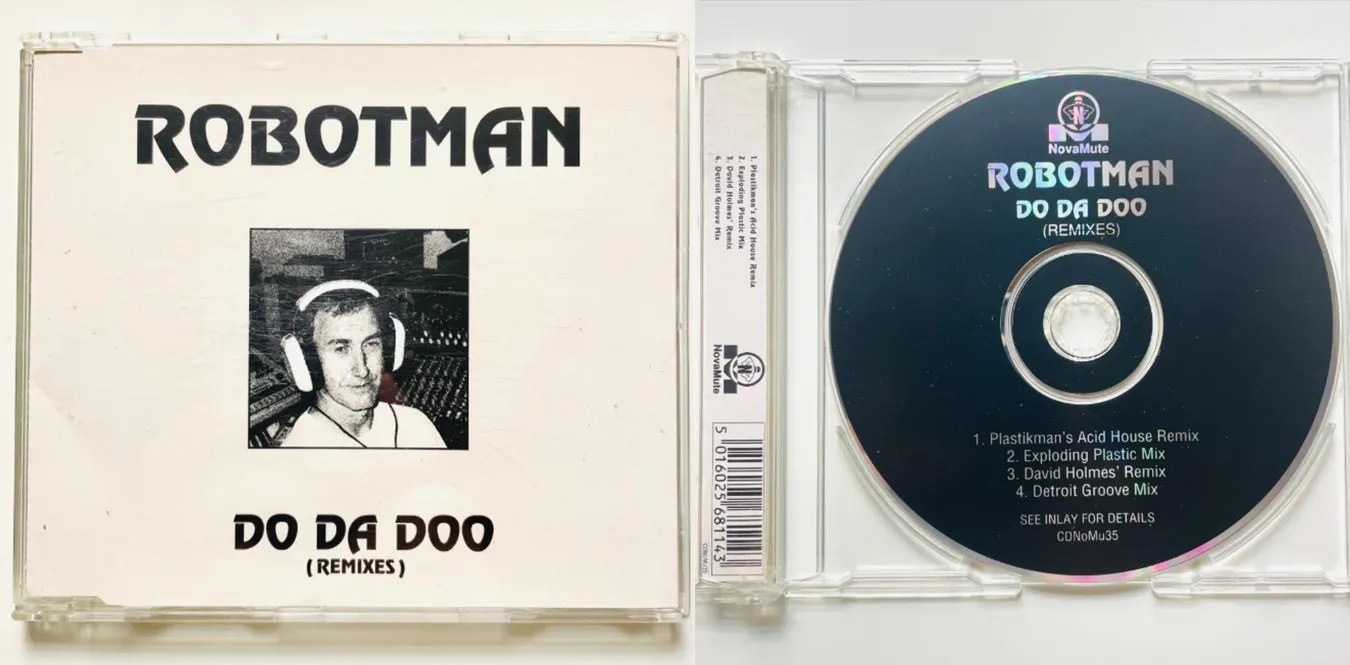 ROBOTMAN
DO DA DOO
(REMIXES)
1. Plastikman's Acid House Remix
2. Exploding Plastic Mix
3. David Holmes' Remix
4. Detroit Groove Mix
NovaMute
5 016025 681143
CDNoMu35
N
NovaMute
ROBOTMAN
DO DA DOO
(REMIXES)
1. Plastikman's Acid House Remix
2. Exploding Plastic Mix
3. David Holmes' Remix
4. Detroit Groove Mix
SEE INLAY FOR DETAILS
CDNoMu35